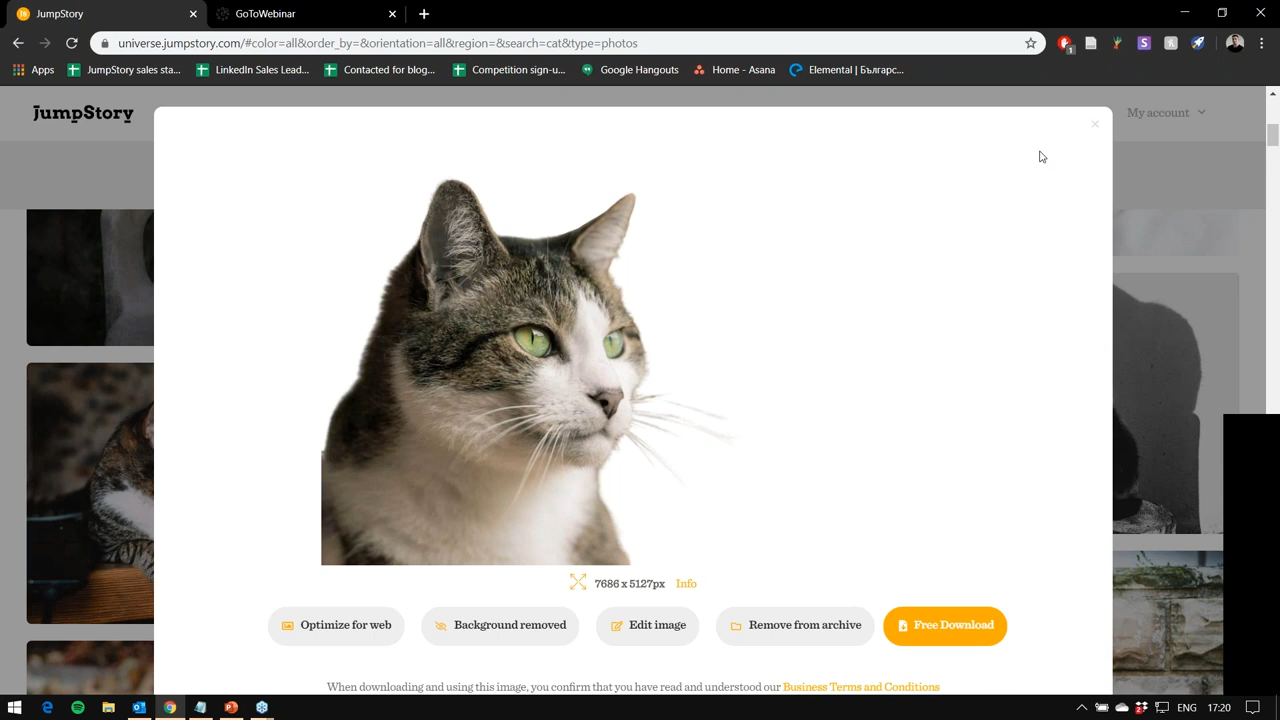 JumpStory
GoToWebinar
universe.jumpstory.com/#color=all&order_by=&orientation=all&region=&search=cat&type=photos
Apps
JumpStory sales sta...
LinkedIn Sales Lead...
Contacted for blog...
Competition sign-u...
Google Hangouts
Home - Asana
Elemental | Българс...
JumpStory
My account
7686 x 5127px Info
Optimize for web
Background removed
Edit image
Remove from archive
Free Download
When downloading and using this image, you confirm that you have read and understood our Business Terms and Conditions
ENG 17:20